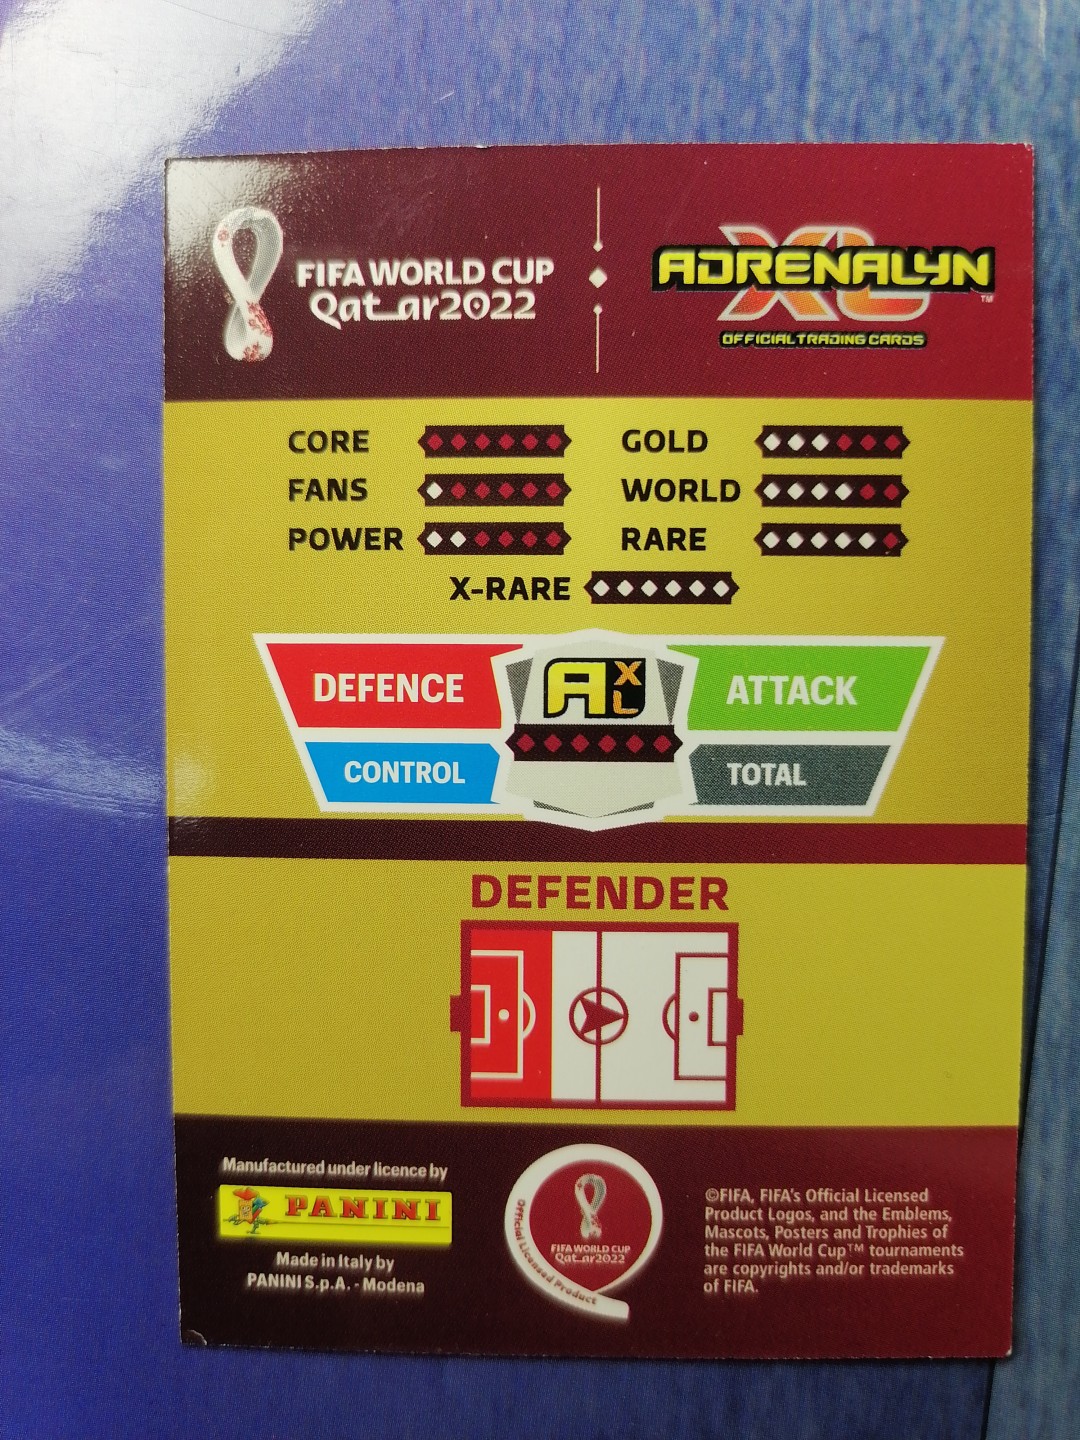 FIFA WORLD CUP
Qatar2022
ADRENALYN
XL
TM
OFFICIAL TRADING CARDS
CORE
GOLD
FANS
WORLD
POWER
RARE
X-RARE
DEFENCE
AXL
ATTACK
CONTROL
TOTAL
DEFENDER
Manufactured under licence by
PANINI
Made in Italy by
PANINI S.p.A. - Modena
FIFA WORLD CUP
Qatar2022
Official Licensed Product
©FIFA, FIFA's Official Licensed
Product Logos, and the Emblems,
Mascots, Posters and Trophies of
the FIFA World Cup™ tournaments
are copyrights and/or trademarks
of FIFA.